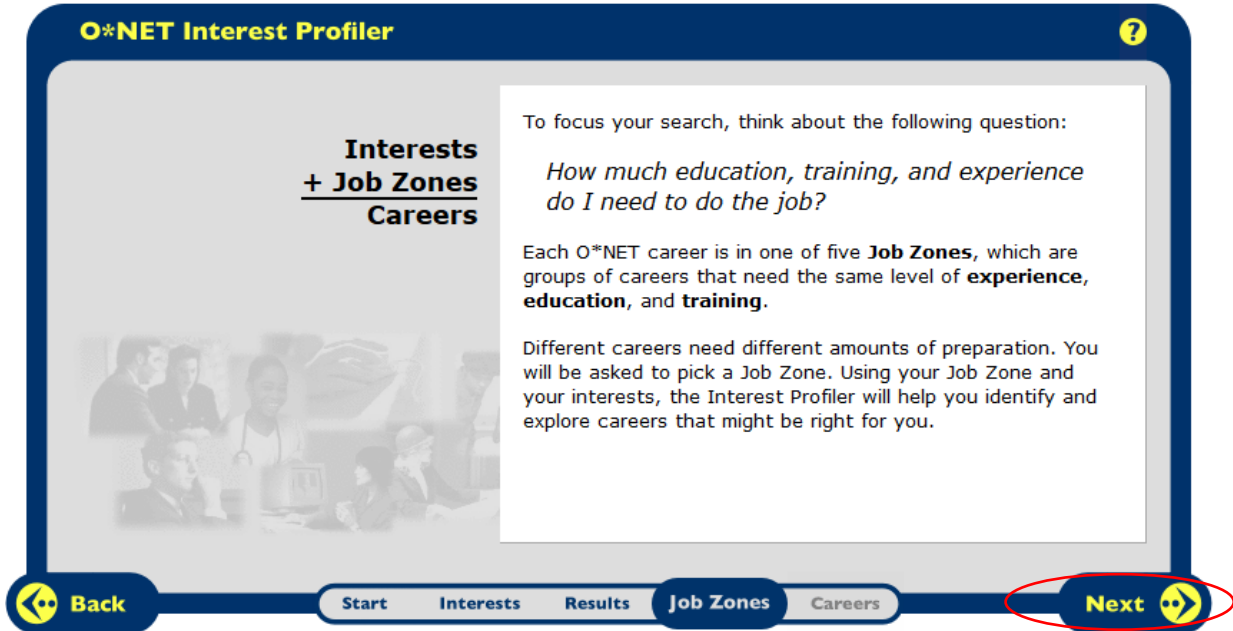 O*NET Interest Profiler
?
Interests
+ Job Zones
Careers
To focus your search, think about the following question:
How much education, training, and experience
do I need to do the job?
Each O*NET career is in one of five Job Zones, which are
groups of careers that need the same level of experience,
education, and training.
Different careers need different amounts of preparation. You
will be asked to pick a Job Zone. Using your Job Zone and
your interests, the Interest Profiler will help you identify and
explore careers that might be right for you.
Back
Start Interests Results Job Zones Careers
Next